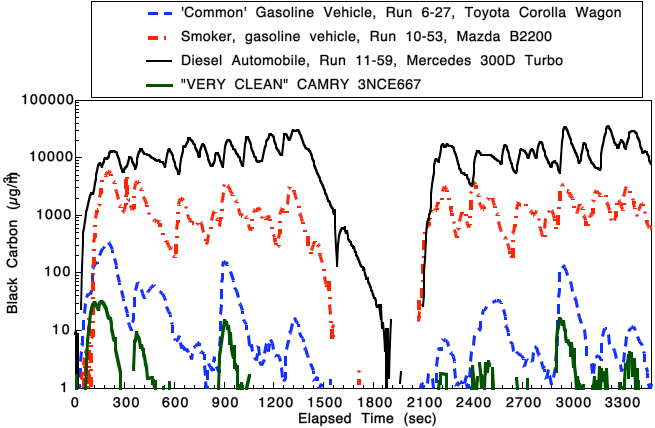 'Common' Gasoline Vehicle, Run 6-27, Toyota Corolla Wagon
Smoker, gasoline vehicle, Run 10-53, Mazda B2200
Diesel Automobile, Run 11-59, Mercedes 300D Turbo
"VERY CLEAN" CAMRY 3NCE667
100000
10000
1000
100
10
1
Black Carbon (µg/m³)
0 300 600 900 1200 1500 1800 2100 2400 2700 3000 3300
Elapsed Time (sec)